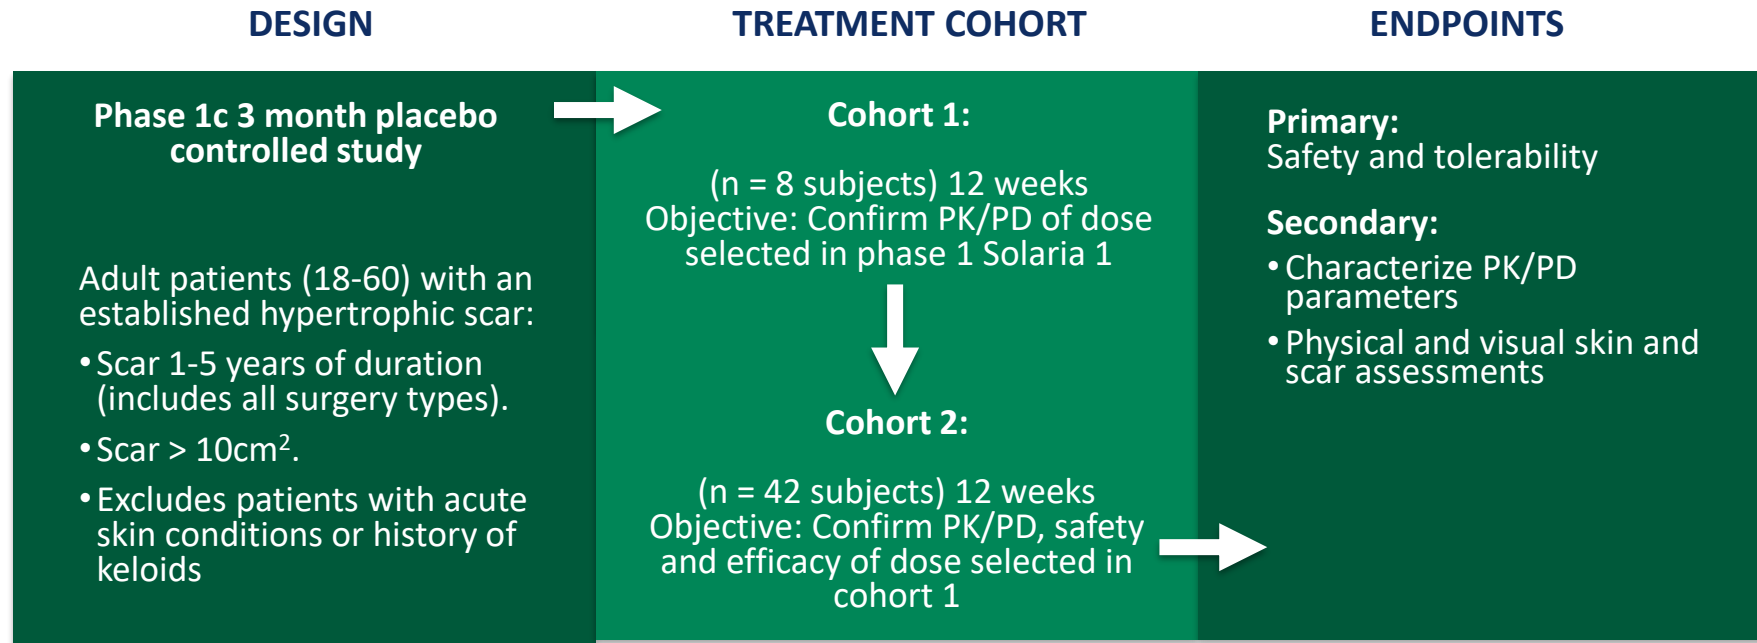 DESIGN
TREATMENT COHORT
ENDPOINTS
Phase 1c 3 month placebo
controlled study
Adult patients (18-60) with an
established hypertrophic scar:
•Scar 1-5 years of duration
(includes all surgery types).
•Scar > 10cm².
•Excludes patients with acute
skin conditions or history of
keloids
Cohort 1:
(n = 8 subjects) 12 weeks
Objective: Confirm PK/PD of dose
selected in phase 1 Solaria 1
Cohort 2:
(n = 42 subjects) 12 weeks
Objective: Confirm PK/PD, safety
and efficacy of dose selected in
cohort 1
Primary:
Safety and tolerability
Secondary:
•Characterize PK/PD
parameters
•Physical and visual skin and
scar assessments